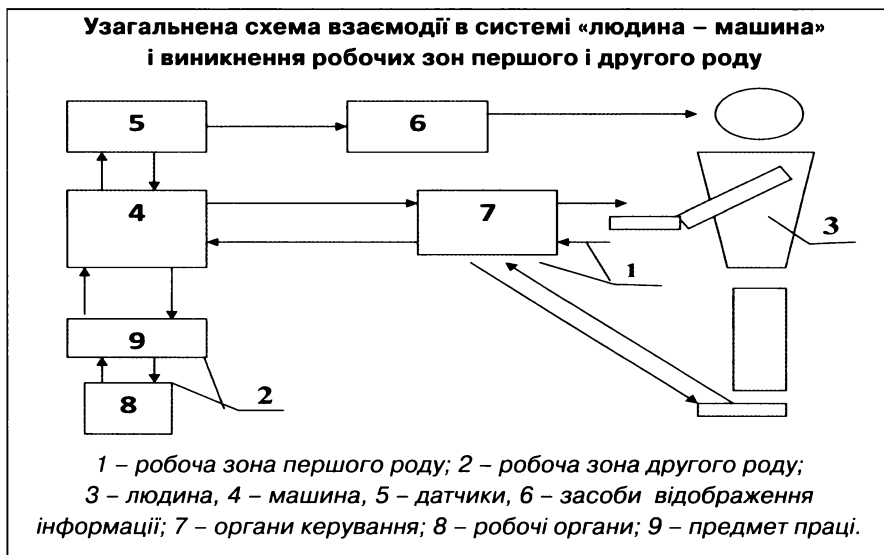 Узагальнена схема взаємодії в системі «людина – машина»
і виникнення робочих зон першого і другого роду
5
6
4
7
3
1
9
2
8
1 – робоча зона першого роду; 2 – робоча зона другого роду;
3 – людина, 4 – машина, 5 – датчики, 6 – засоби відображення
інформації; 7 – органи керування; 8 – робочі органи; 9 – предмет праці.